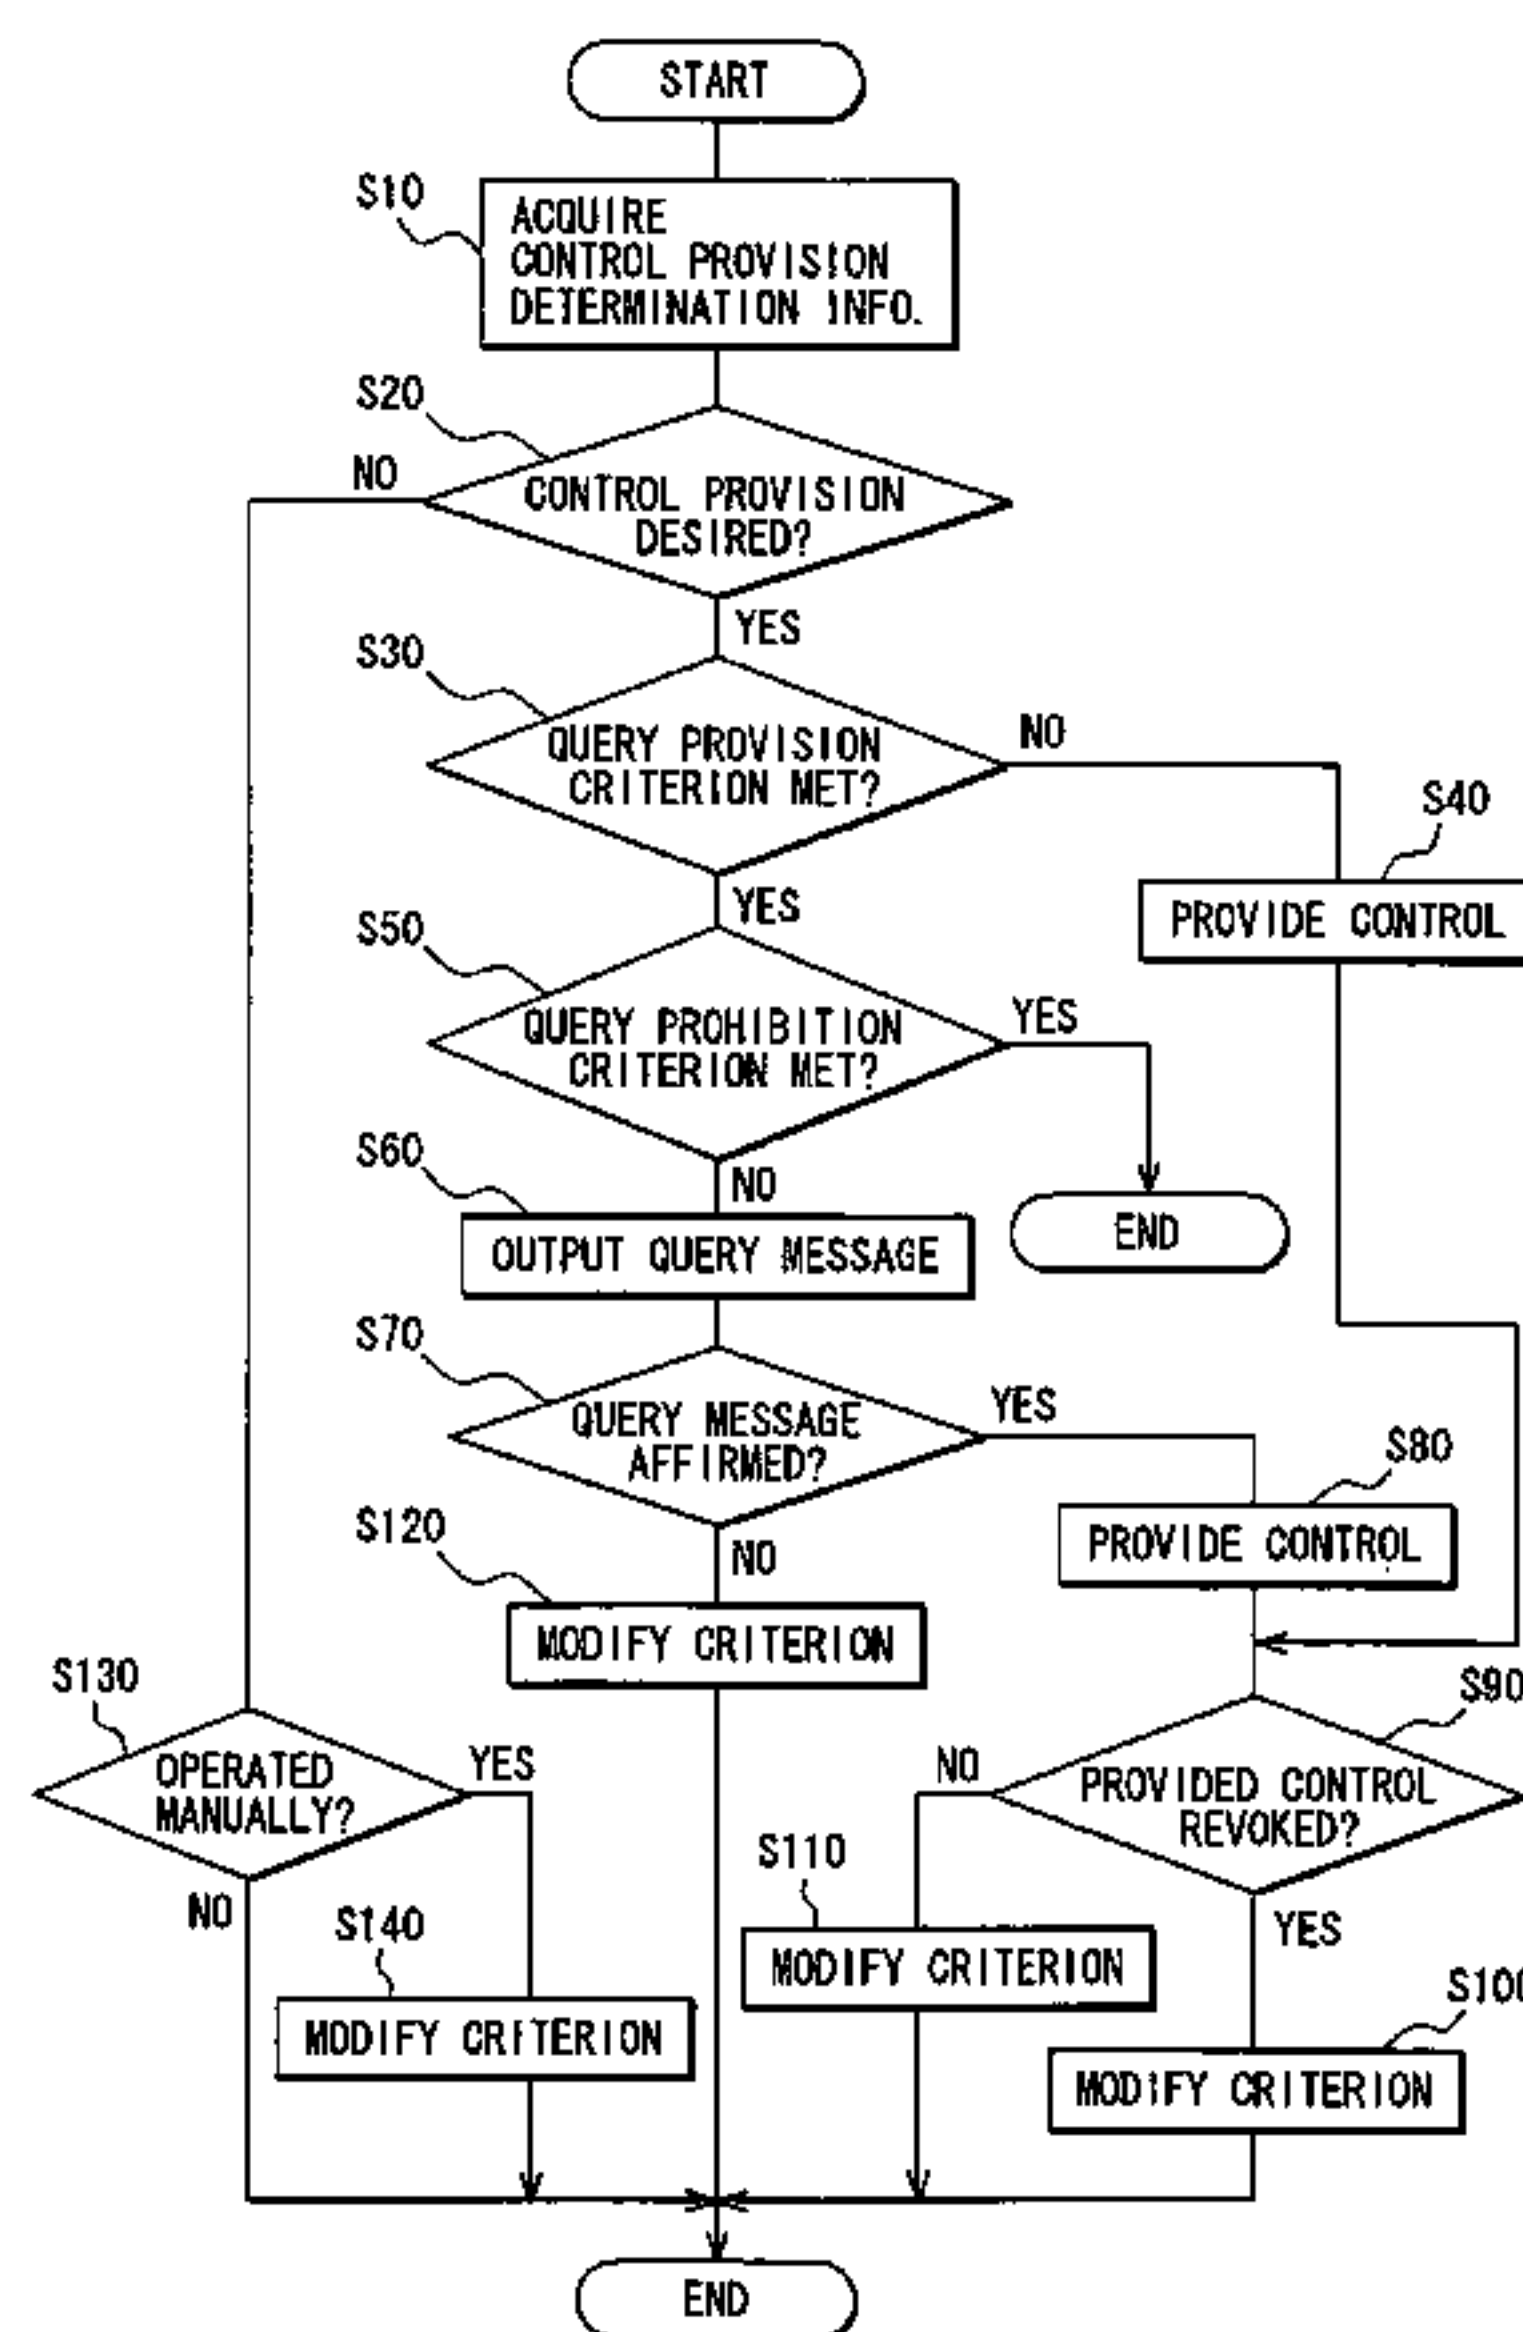 START
S10
ACQUIRE
CONTROL PROVISION
DETERMINATION INFO.
S20
NO
CONTROL PROVISION
DESIRED?
YES
S30
QUERY PROVISION
CRITERION MET?
NO
S40
PROVIDE CONTROL
YES
S50
QUERY PROHIBITION
CRITERION MET?
YES
END
S60
NO
OUTPUT QUERY MESSAGE
S70
QUERY MESSAGE
AFFIRMED?
YES
S80
PROVIDE CONTROL
S120
NO
MODIFY CRITERION
S130
OPERATED
MANUALLY?
YES
NO
S90
PROVIDED CONTROL
REVOKED?
NO
YES
S110
MODIFY CRITERION
S140
MODIFY CRITERION
S100
MODIFY CRITERION
END